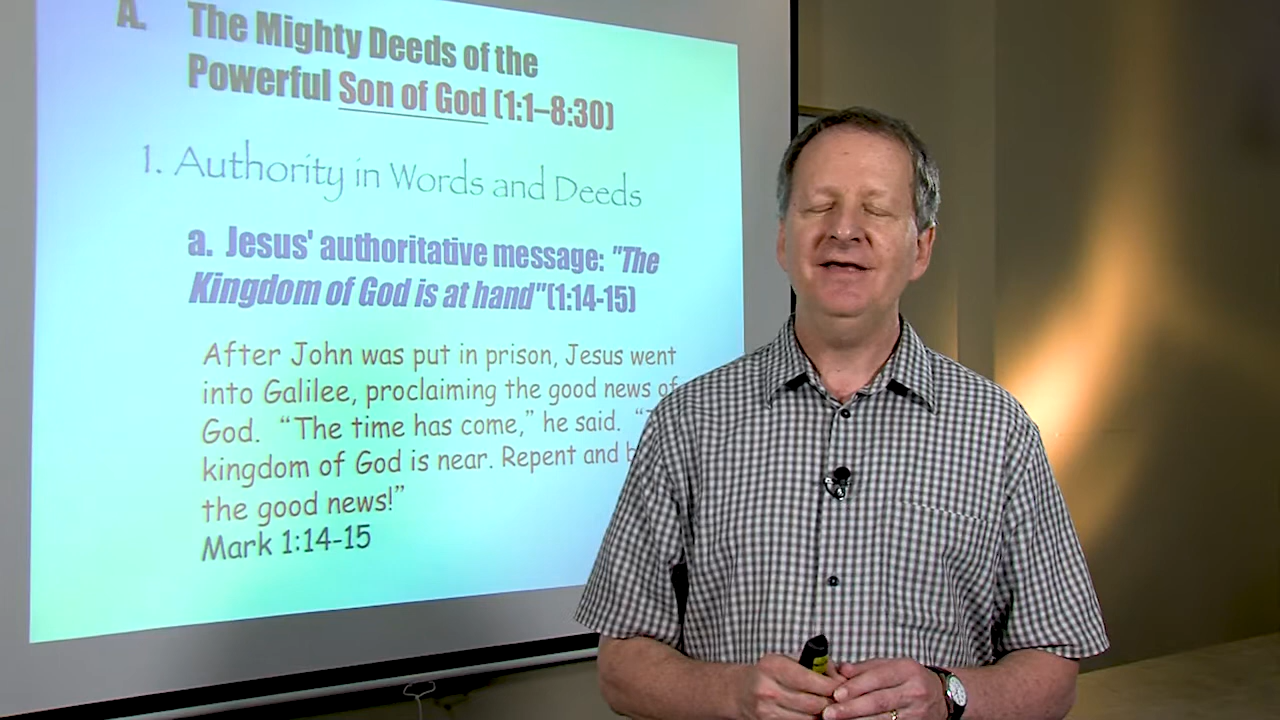 A. The Mighty Deeds of the
Powerful Son of God (1:1–8:30)
1. Authority in Words and Deeds
a. Jesus' authoritative message: "The
Kingdom of God is at hand"(1:14-15)
After John was put in prison, Jesus went
into Galilee, proclaiming the good news of
God. “The time has come,” he said. “
kingdom of God is near. Repent and
the good news!”
Mark 1:14-15